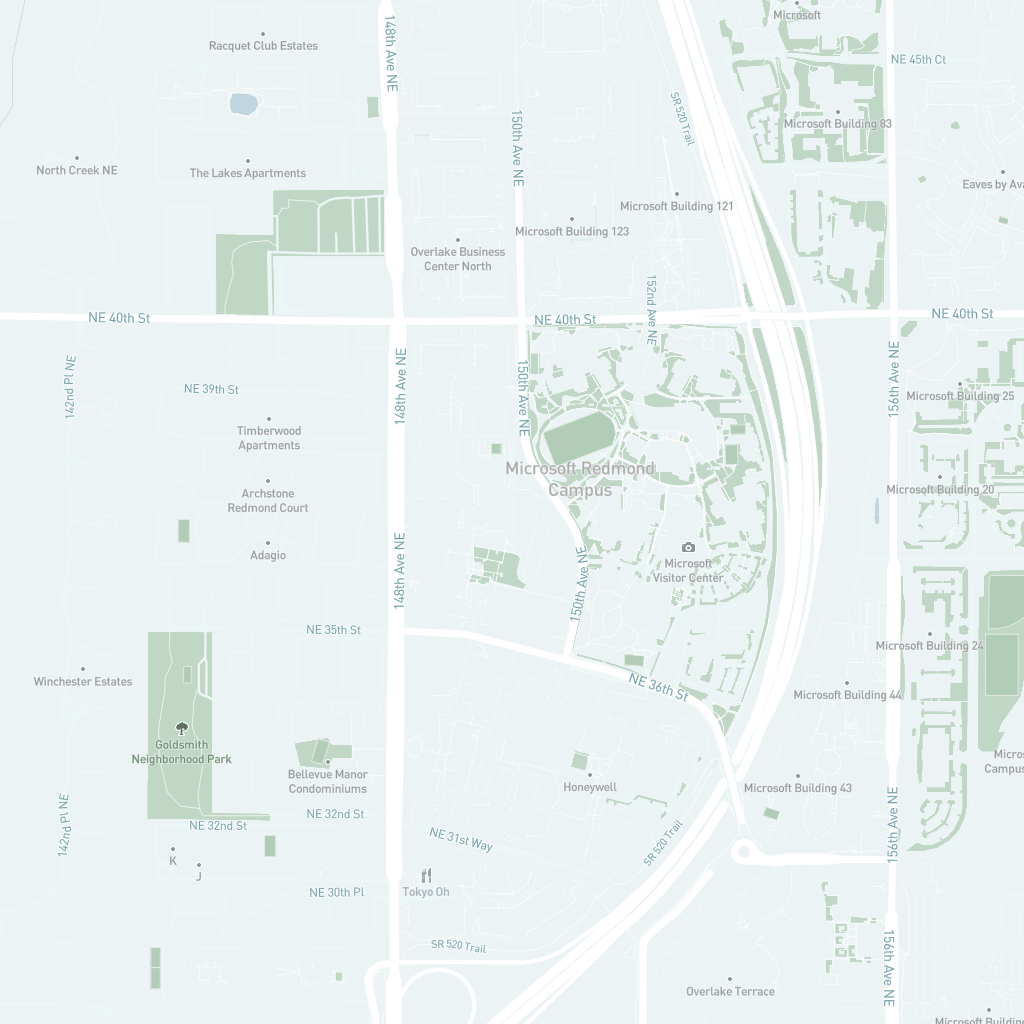 Microsoft
148th Ave NE
Racquet Club Estates
NE 45th Ct
SR 520 Trail
Microsoft Building 83
150th Ave NE
North Creek NE
The Lakes Apartments
Eaves by Ava
Microsoft Building 121
Microsoft Building 123
Overlake Business
Center North
152nd Ave NE
NE 40th St
NE 40th St
NE 40th St
142nd Pl NE
148th Ave NE
150th Ave NE
156th Ave NE
NE 39th St
Microsoft Building 25
Timberwood
Apartments
Microsoft Redmond
Campus
Archstone
Redmond Court
Microsoft Building 20
Adagio
148th Ave NE
150th Ave NE
Microsoft
Visitor Center
NE 35th St
Microsoft Building 24
Winchester Estates
NE 36th St
Microsoft Building 44
Goldsmith
Neighborhood Park
Micros
Campus
Bellevue Manor
Condominiums
Honeywell
Microsoft Building 43
142nd Pl NE
NE 32nd St
NE 32nd St
156th Ave NE
NE 31st Way
SR 520 Trail
K
J
Tokyo Oh
NE 30th Pl
SR 520 Trail
156th Ave NE
Overlake Terrace
Microsoft Buildin